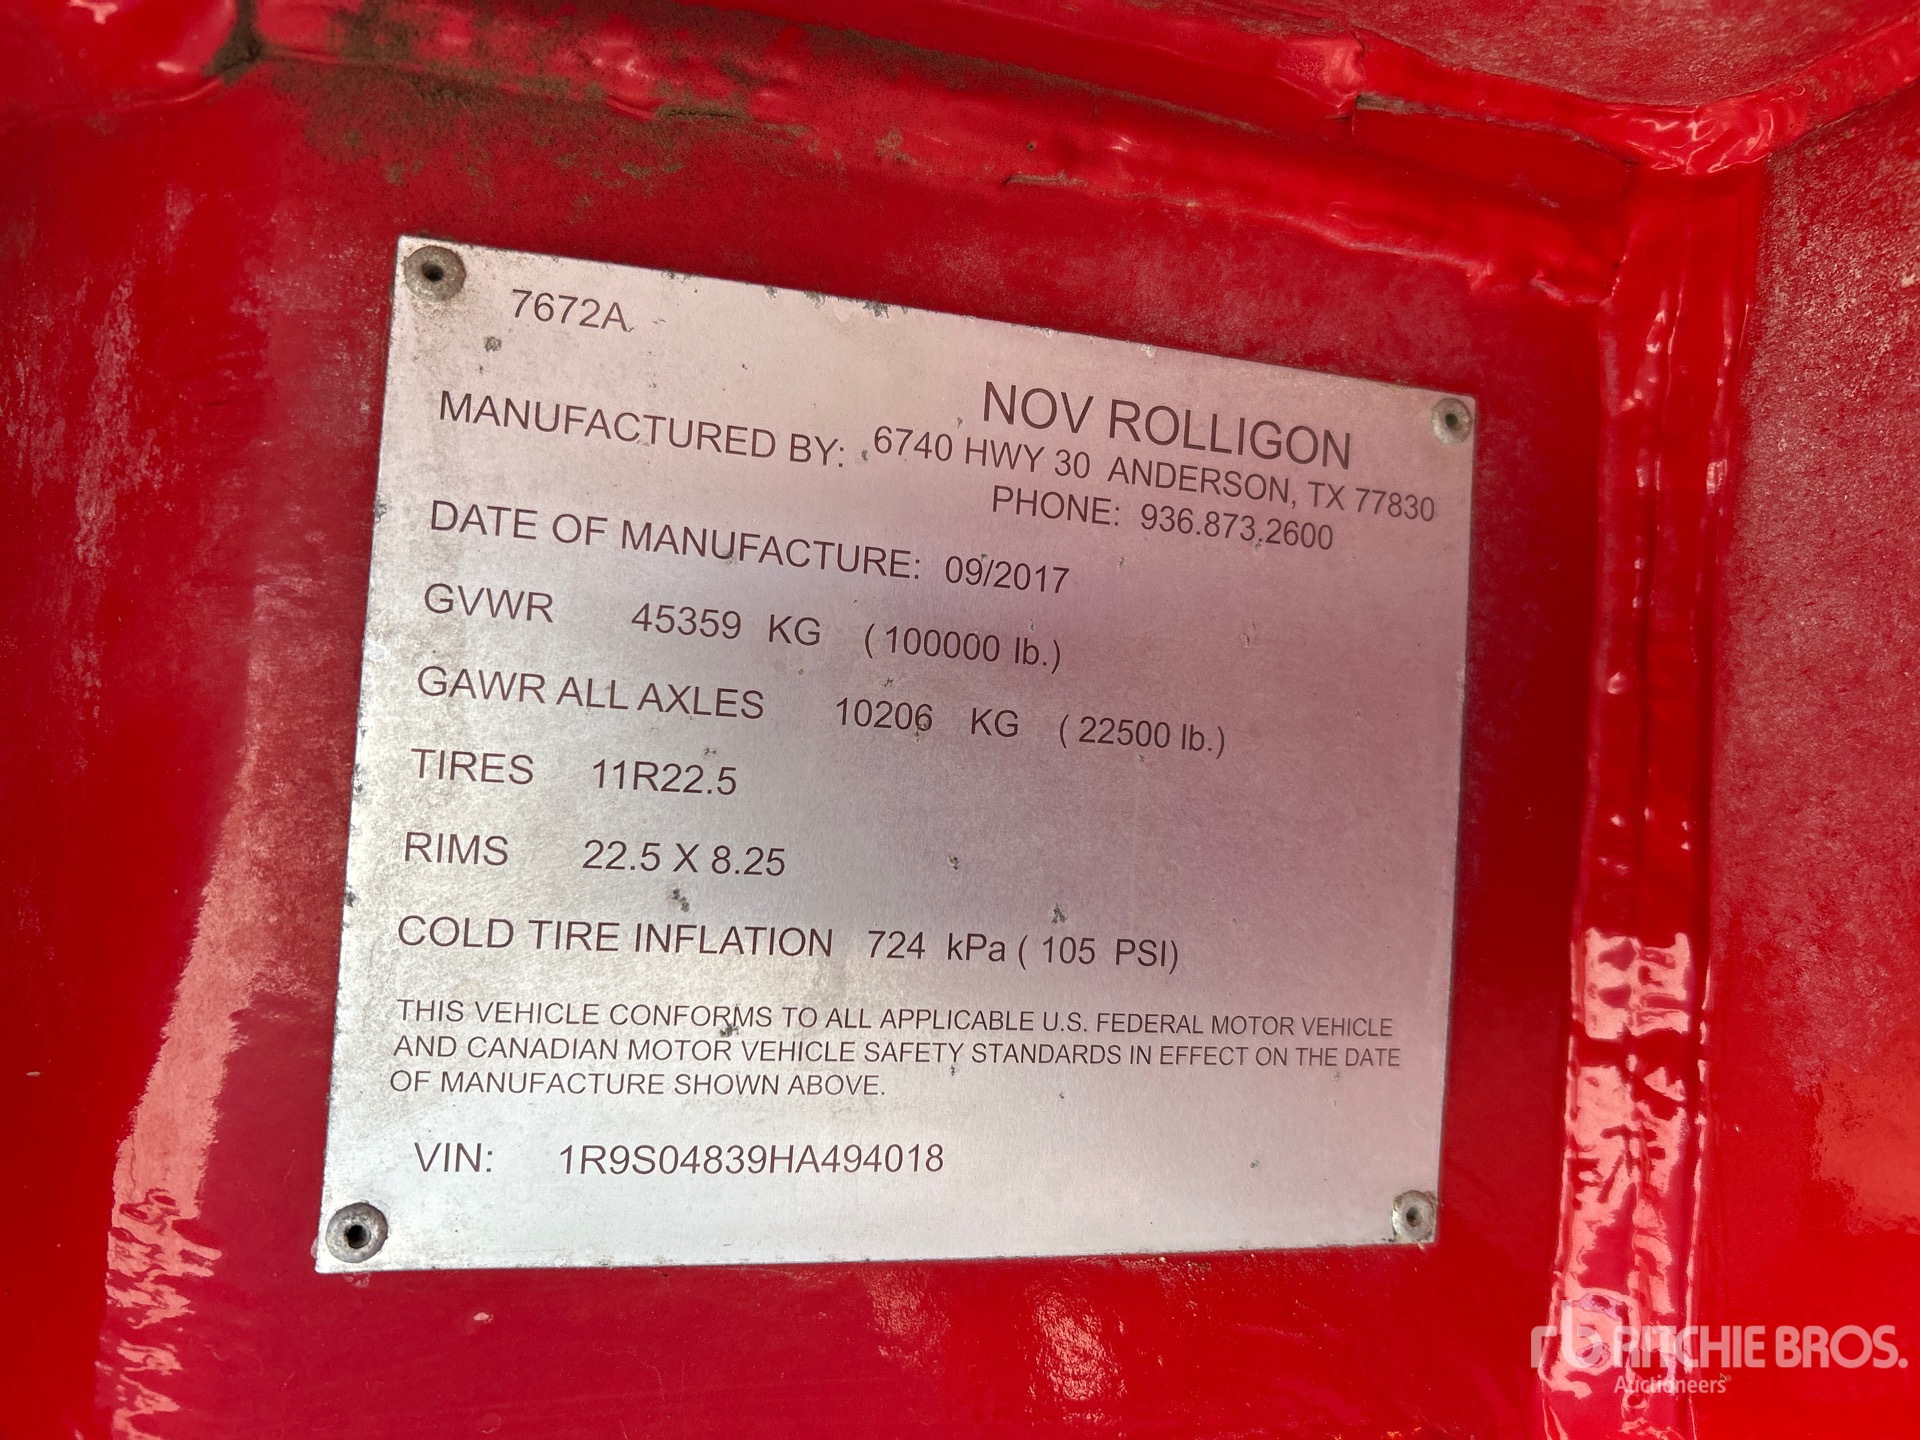 7672A
NOV ROLLIGON
MANUFACTURED BY: 6740 HWY 30 ANDERSON, TX 77830
PHONE: 936.873.2600
DATE OF MANUFACTURE: 09/2017
GVWR 45359 KG (100000 lb.)
GAWR ALL AXLES 10206 KG (22500 lb.)
TIRES 11R22.5
RIMS 22.5 X 8.25
COLD TIRE INFLATION 724 kPa (105 PSI)
THIS VEHICLE CONFORMS TO ALL APPLICABLE U.S. FEDERAL MOTOR VEHICLE
AND CANADIAN MOTOR VEHICLE SAFETY STANDARDS IN EFFECT ON THE DATE
OF MANUFACTURE SHOWN ABOVE.
VIN: 1R9S04839HA494018
rb RITCHIE BROS.
Auctioneers